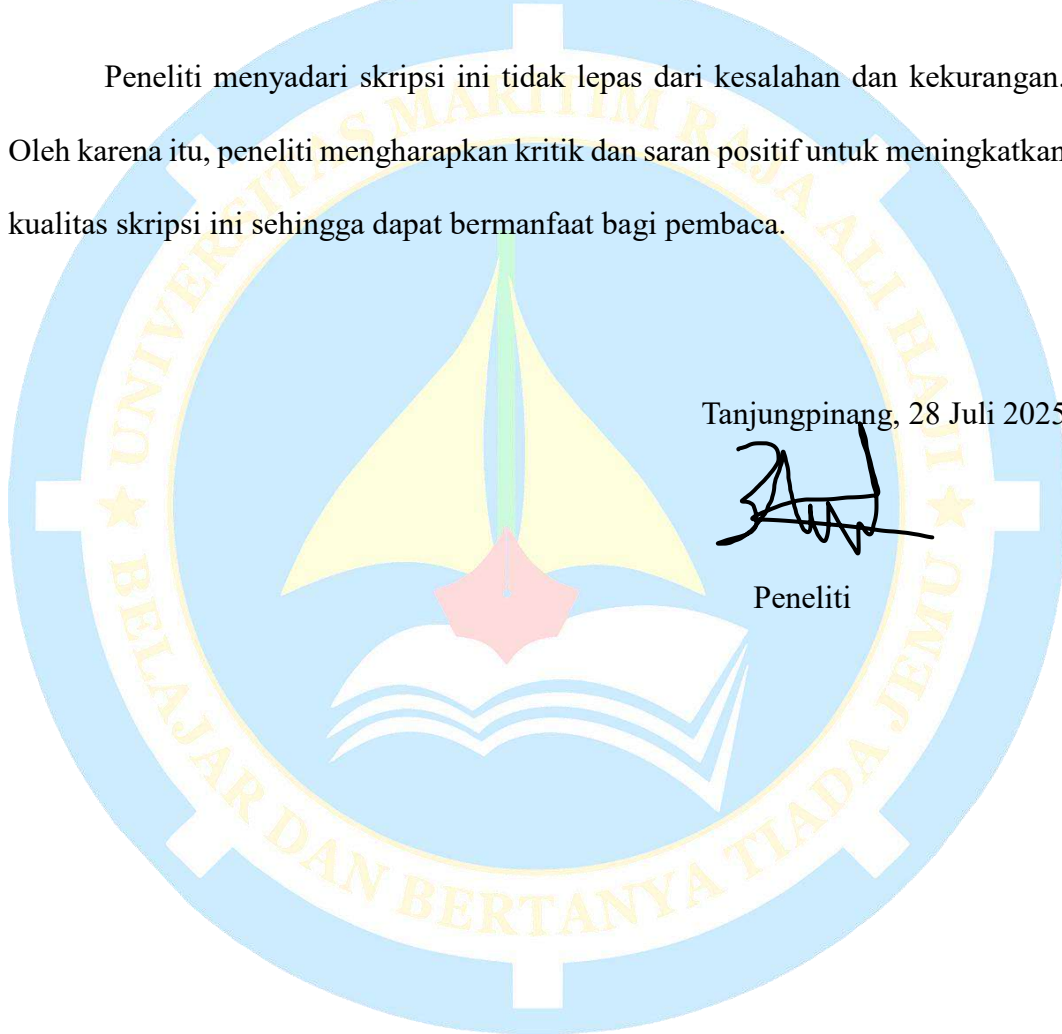 Peneliti menyadari skripsi ini tidak lepas dari kesalahan dan kekurangan.
Oleh karena itu, peneliti mengharapkan kritik dan saran positif untuk meningkatkan
kualitas skripsi ini sehingga dapat bermanfaat bagi pembaca.
Tanjungpinang, 28 Juli 2025
Peneliti
UNIVERSITAS MARITIM RAJA ALI HAJI
BELAJAR DAN BERTANYA TIADA JEMU